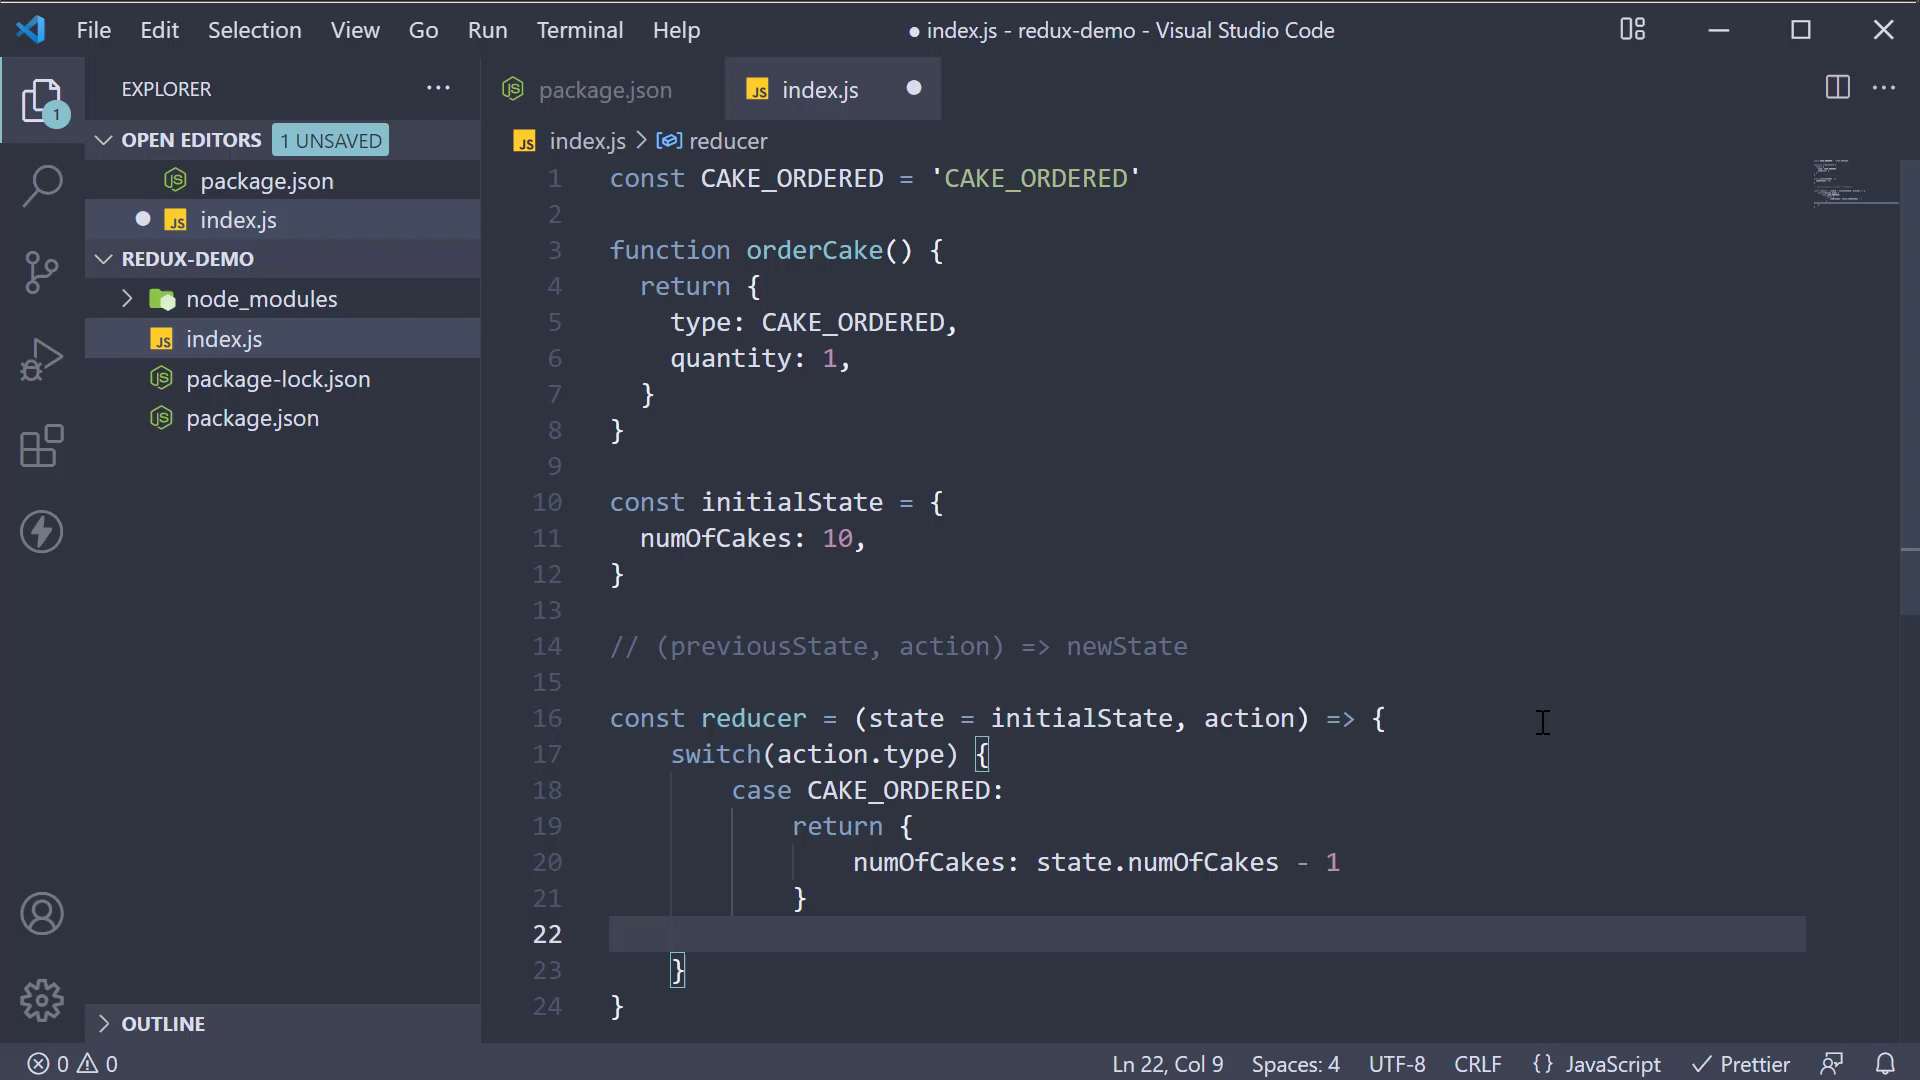 File Edit Selection View Go Run Terminal Help
● index.js - redux-demo - Visual Studio Code
EXPLORER
1
OPEN EDITORS 1 UNSAVED
package.json
index.js
REDUX-DEMO
node_modules
index.js
package-lock.json
package.json
OUTLINE
package.json index.js
index.js > reducer
1 const CAKE_ORDERED = 'CAKE_ORDERED'
2
3 function orderCake() {
4   return {
5     type: CAKE_ORDERED,
6     quantity: 1,
7   }
8 }
9
10 const initialState = {
11   numOfCakes: 10,
12 }
13
14 // (previousState, action) => newState
15
16 const reducer = (state = initialState, action) => {
17     switch(action.type) {
18         case CAKE_ORDERED:
19             return {
20                 numOfCakes: state.numOfCakes - 1
21             }
22
23     }
24 }
0 0 Ln 22, Col 9 Spaces: 4 UTF-8 CRLF {} JavaScript ✓ Prettier